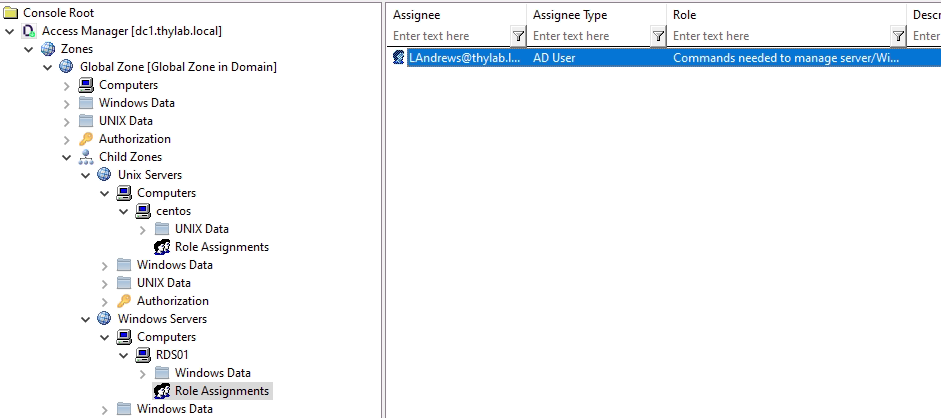 Console Root
Access Manager [dc1.thylab.local]
Zones
Global Zone [Global Zone in Domain]
Computers
Windows Data
UNIX Data
Authorization
Child Zones
Unix Servers
Computers
centos
UNIX Data
Role Assignments
Windows Data
UNIX Data
Authorization
Windows Servers
Computers
RDS01
Windows Data
Role Assignments
Windows Data
Assignee Assignee Type Role Descr
Enter text here Enter text here Enter text here Enter
LAndrews@thylab.l... AD User Commands needed to manage server/Wi...